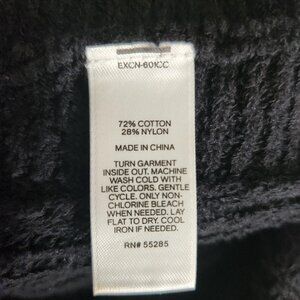 EXCN-601CC
72% COTTON
28% NYLON
MADE IN CHINA
TURN GARMENT
INSIDE OUT. MACHINE
WASH COLD WITH
LIKE COLORS. GENTLE
CYCLE. ONLY NON-
CHLORINE BLEACH
WHEN NEEDED. LAY
FLAT TO DRY. COOL
IRON IF NEEDED.
RN# 55285